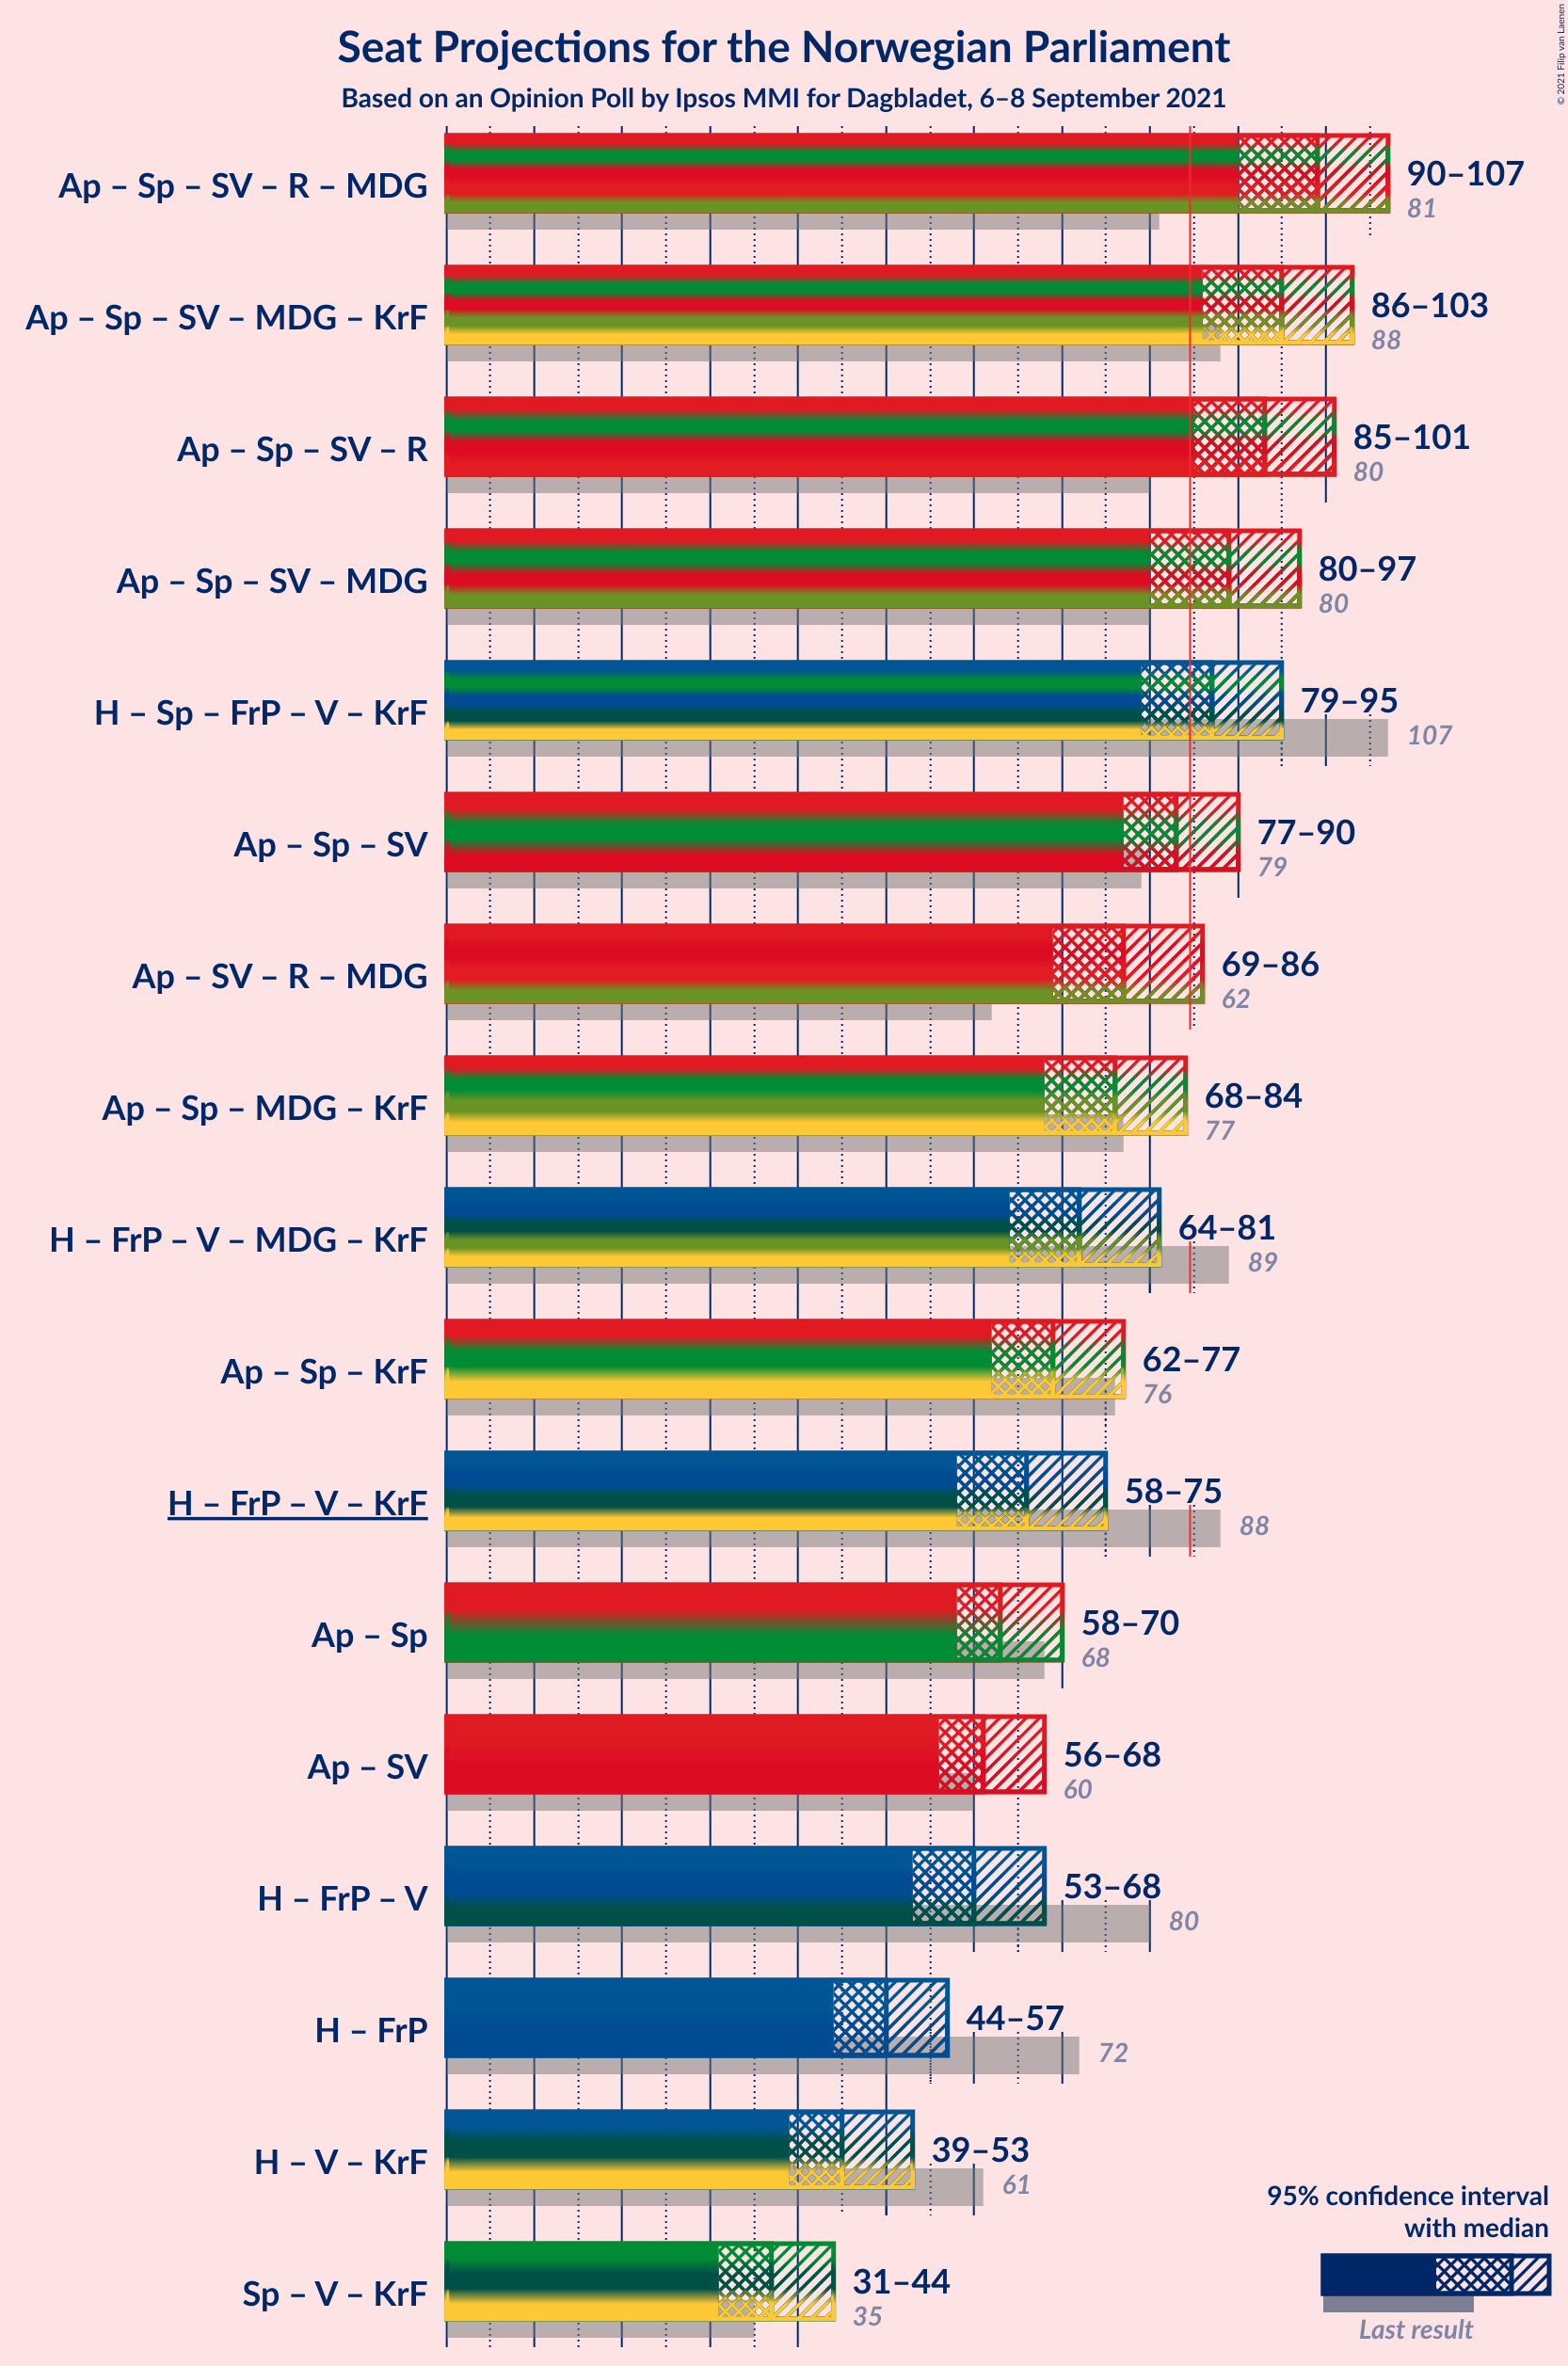 © 2021 Filip van Laenen
Seat Projections for the Norwegian Parliament
Based on an Opinion Poll by Ipsos MMI for Dagbladet, 6–8 September 2021
Ap – Sp – SV – R – MDG
90–107
81
Ap – Sp – SV – MDG – KrF
86–103
88
Ap – Sp – SV – R
85–101
80
Ap – Sp – SV – MDG
80–97
80
H – Sp – FrP – V – KrF
79–95
107
Ap – Sp – SV
77–90
79
Ap – SV – R – MDG
69–86
62
Ap – Sp – MDG – KrF
68–84
77
H – FrP – V – MDG – KrF
64–81
89
Ap – Sp – KrF
62–77
76
H – FrP – V – KrF
58–75
88
Ap – Sp
58–70
68
Ap – SV
56–68
60
H – FrP – V
53–68
80
H – FrP
44–57
72
H – V – KrF
39–53
61
Sp – V – KrF
31–44
35
95% confidence interval
with median
Last result